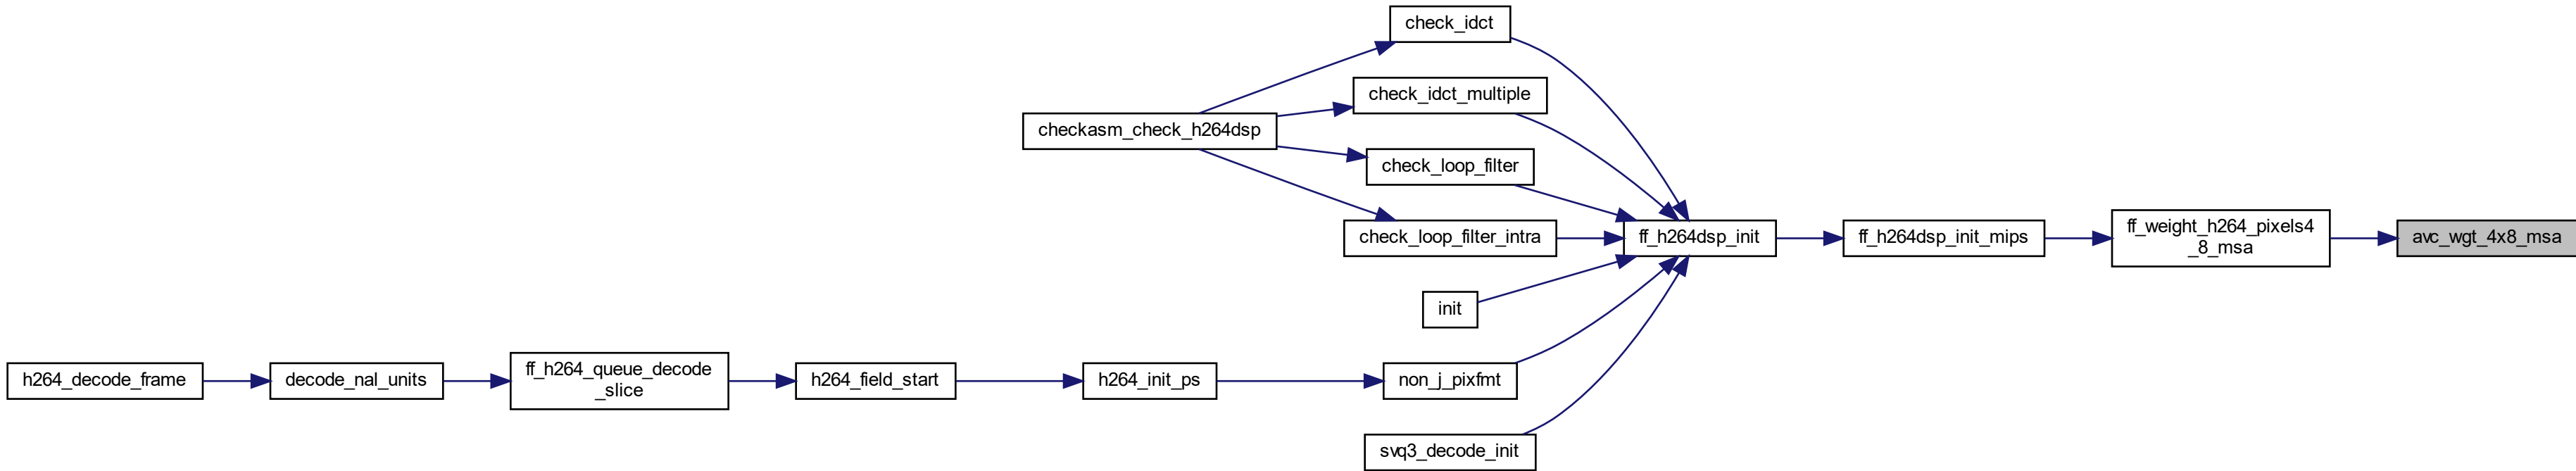 check_idct
check_idct_multiple
checkasm_check_h264dsp
check_loop_filter
check_loop_filter_intra
ff_h264dsp_init
ff_h264dsp_init_mips
ff_weight_h264_pixels4
_8_msa
avc_wgt_4x8_msa
init
h264_decode_frame
decode_nal_units
ff_h264_queue_decode
_slice
h264_field_start
h264_init_ps
non_j_pixfmt
svq3_decode_init